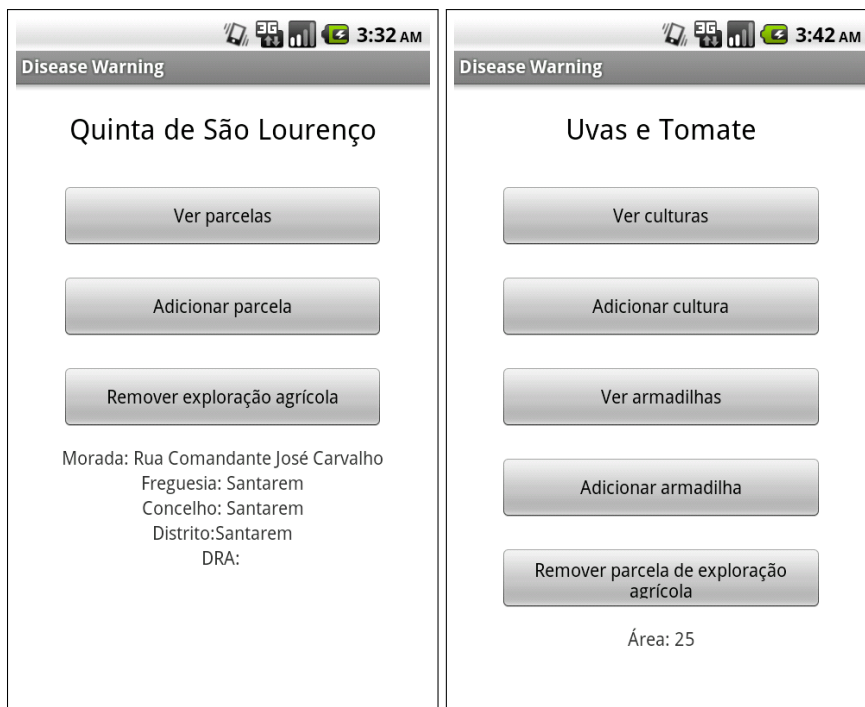 3G 3:32 AM
Disease Warning
Quinta de São Lourenço
Ver parcelas
Adicionar parcela
Remover exploração agrícola
Morada: Rua Comandante José Carvalho
Freguesia: Santarem
Concelho: Santarem
Distrito:Santarem
DRA:
3G 3:42 AM
Disease Warning
Uvas e Tomate
Ver culturas
Adicionar cultura
Ver armadilhas
Adicionar armadilha
Remover parcela de exploração
agrícola
Área: 25